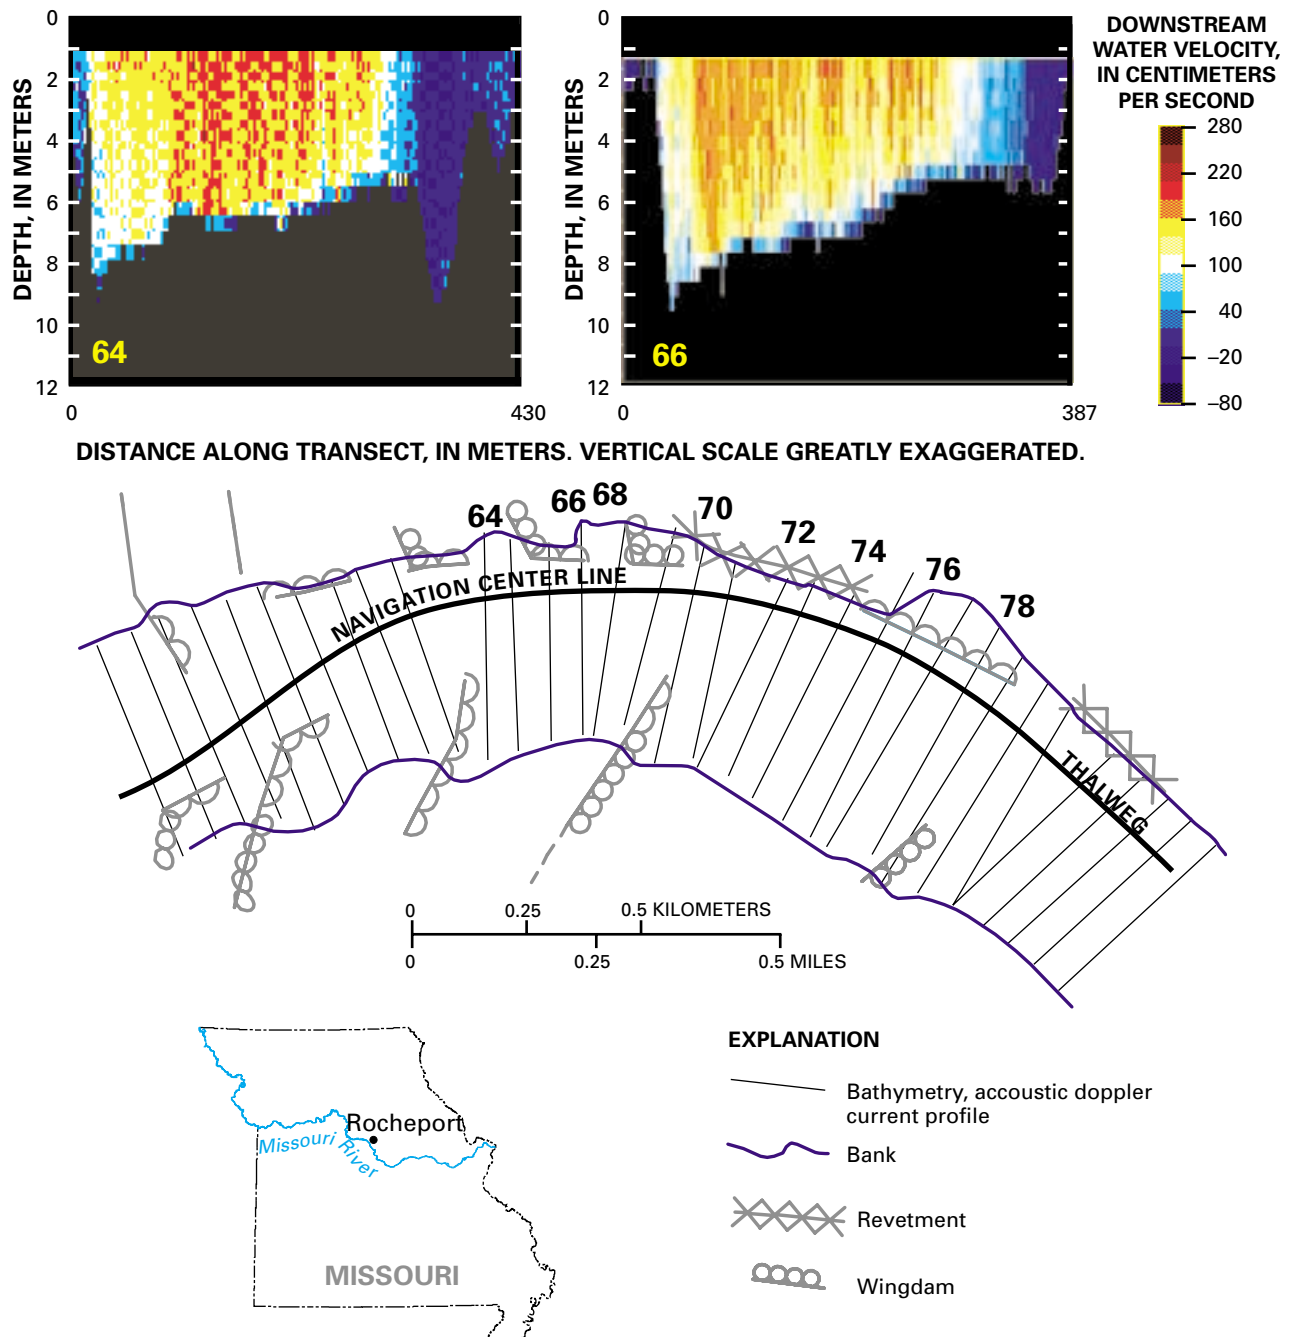 0
2
4
6
8
10
12
DEPTH, IN METERS
64
0
430
0
2
4
6
8
10
12
DEPTH, IN METERS
66
0
387
DOWNSTREAM
WATER VELOCITY,
IN CENTIMETERS
PER SECOND
280
220
160
100
40
–20
–80
DISTANCE ALONG TRANSECT, IN METERS. VERTICAL SCALE GREATLY EXAGGERATED.
64
66
68
70
72
74
76
78
NAVIGATION CENTER LINE
THALWEG
0 0.25 0.5 KILOMETERS
0 0.25 0.5 MILES
Rocheport
Missouri River
MISSOURI
EXPLANATION
Bathymetry, accoustic doppler
current profile
Bank
Revetment
Wingdam